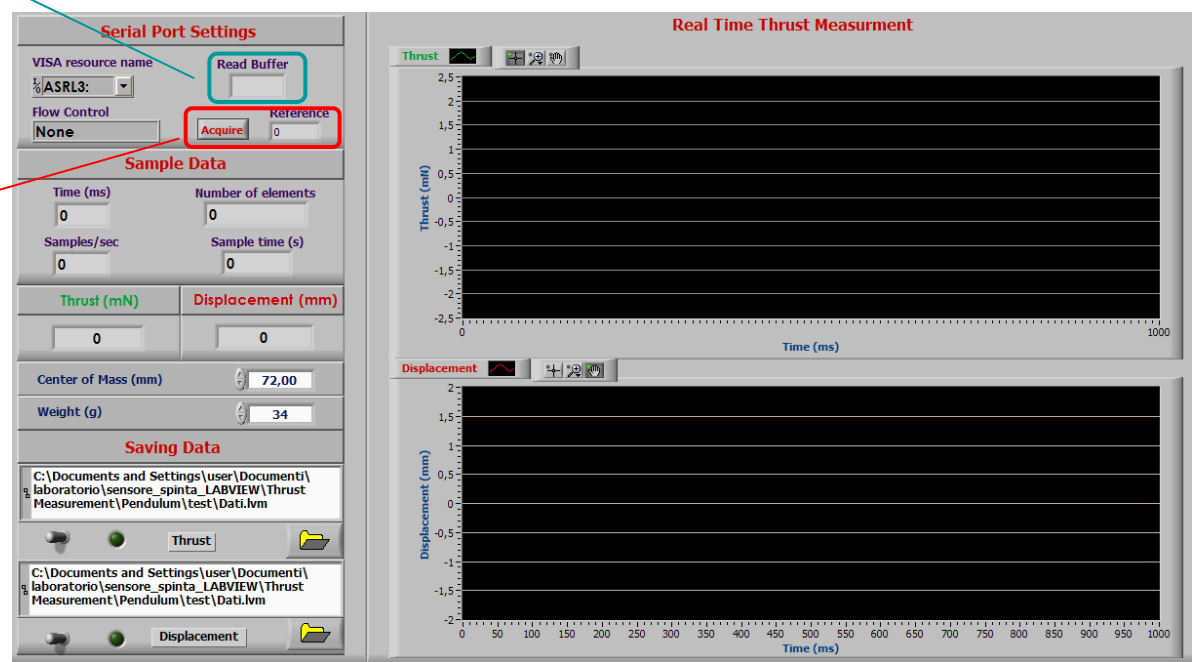 Serial Port Settings
VISA resource name
Read Buffer
ASRL3:
Flow Control
Reference
None
Acquire
0
Sample Data
Time (ms)
Number of elements
0
0
Samples/sec
Sample time (s)
0
0
Thrust (mN)
Displacement (mm)
0
0
Center of Mass (mm)
72,00
Weight (g)
34
Saving Data
C:\Documents and Settings\user\Documenti\
laboratorio\sensore_spinta_LABVIEW\Thrust
Measurement\Pendulum\test\Dati.lvm
Thrust
C:\Documents and Settings\user\Documenti\
laboratorio\sensore_spinta_LABVIEW\Thrust
Measurement\Pendulum\test\Dati.lvm
Displacement
Real Time Thrust Measurment
Thrust
Thrust (mN)
2,5
2
1,5
1
0,5
0
-0,5
-1
-1,5
-2
-2,5
0 1000
Time (ms)
Displacement
Displacement (mm)
2
1,5
1
0,5
0
-0,5
-1
-1,5
-2
0 50 100 150 200 250 300 350 400 450 500 550 600 650 700 750 800 850 900 950 1000
Time (ms)